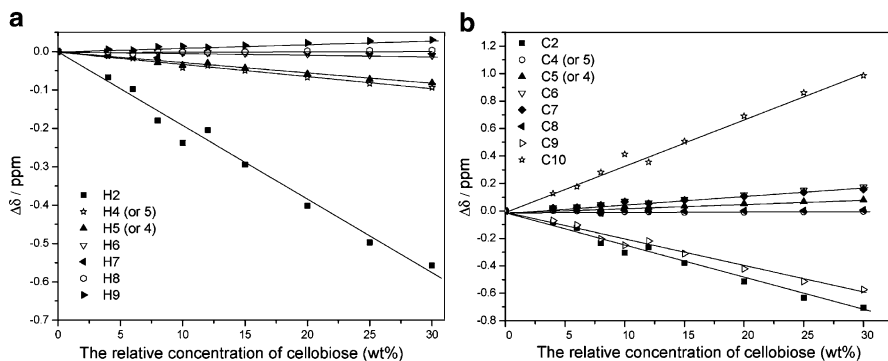 a
0.0
-0.1
-0.2
-0.3
-0.4
-0.5
-0.6
-0.7
Δδ / ppm
H2
H4 (or 5)
H5 (or 4)
H6
H7
H8
H9
0 5 10 15 20 25 30
The relative concentration of cellobiose (wt%)
b
1.2
1.0
0.8
0.6
0.4
0.2
0.0
-0.2
-0.4
-0.6
-0.8
Δδ / ppm
C2
C4 (or 5)
C5 (or 4)
C6
C7
C8
C9
C10
0 5 10 15 20 25 30
The relative concentration of cellobiose (wt%)